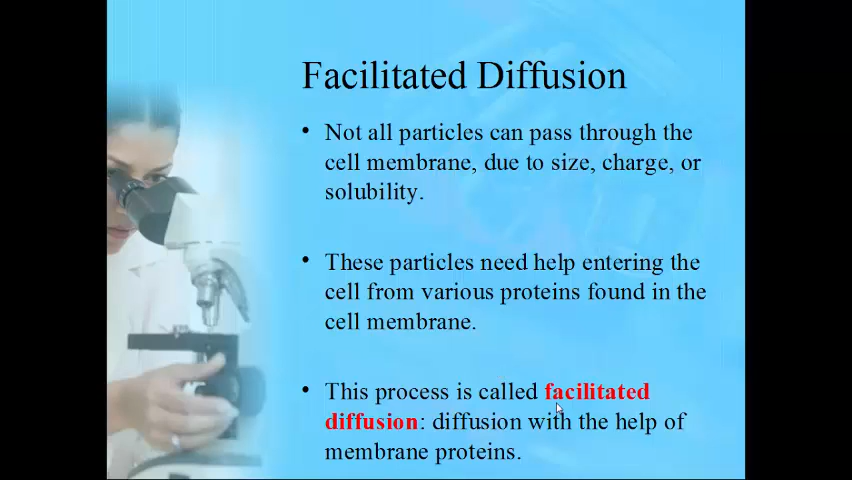 Facilitated Diffusion
• Not all particles can pass through the
cell membrane, due to size, charge, or
solubility.
• These particles need help entering the
cell from various proteins found in the
cell membrane.
• This process is called facilitated
diffusion: diffusion with the help of
membrane proteins.